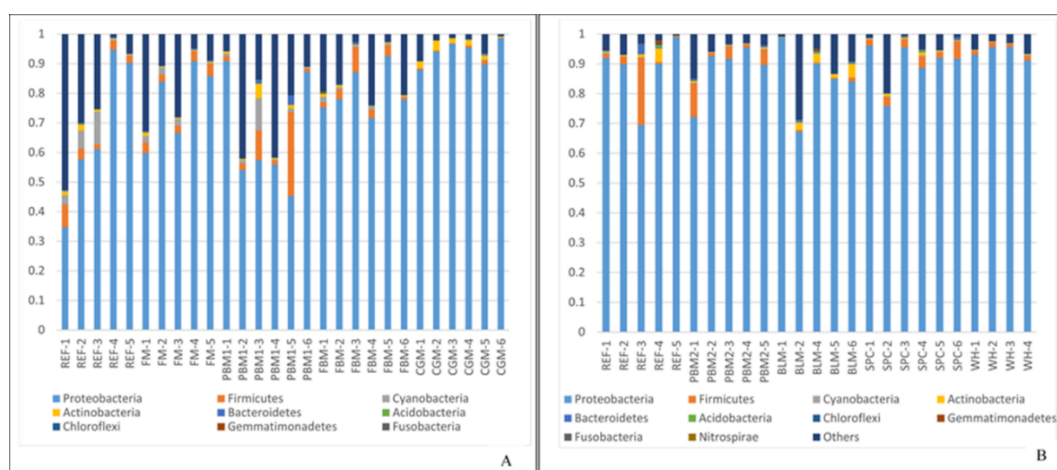 1
0.9
0.8
0.7
0.6
0.5
0.4
0.3
0.2
0.1
0
REF-1
REF-2
REF-3
REF-4
REF-5
FM-1
FM-2
FM-3
FM-4
FM-5
PBM1-1
PBM1-2
PBM1-3
PBM1-4
PBM1-5
PBM1-6
FBM-1
FBM-2
FBM-3
FBM-4
FBM-5
FBM-6
CGM-1
CGM-2
CGM-3
CGM-4
CGM-5
CGM-6
Proteobacteria Firmicutes Cyanobacteria
Actinobacteria Bacteroidetes Acidobacteria
Chloroflexi Gemmatimonadetes Fusobacteria
A
1
0.9
0.8
0.7
0.6
0.5
0.4
0.3
0.2
0.1
0
REF-1
REF-2
REF-3
REF-4
REF-5
PBM2-1
PBM2-2
PBM2-3
PBM2-4
PBM2-5
BLM-1
BLM-2
BLM-4
BLM-5
BLM-6
SPC-1
SPC-2
SPC-3
SPC-4
SPC-5
SPC-6
WH-1
WH-2
WH-3
WH-4
Proteobacteria Firmicutes Cyanobacteria Actinobacteria
Bacteroidetes Acidobacteria Chloroflexi Gemmatimonadetes
Fusobacteria Nitrospirae Others
B